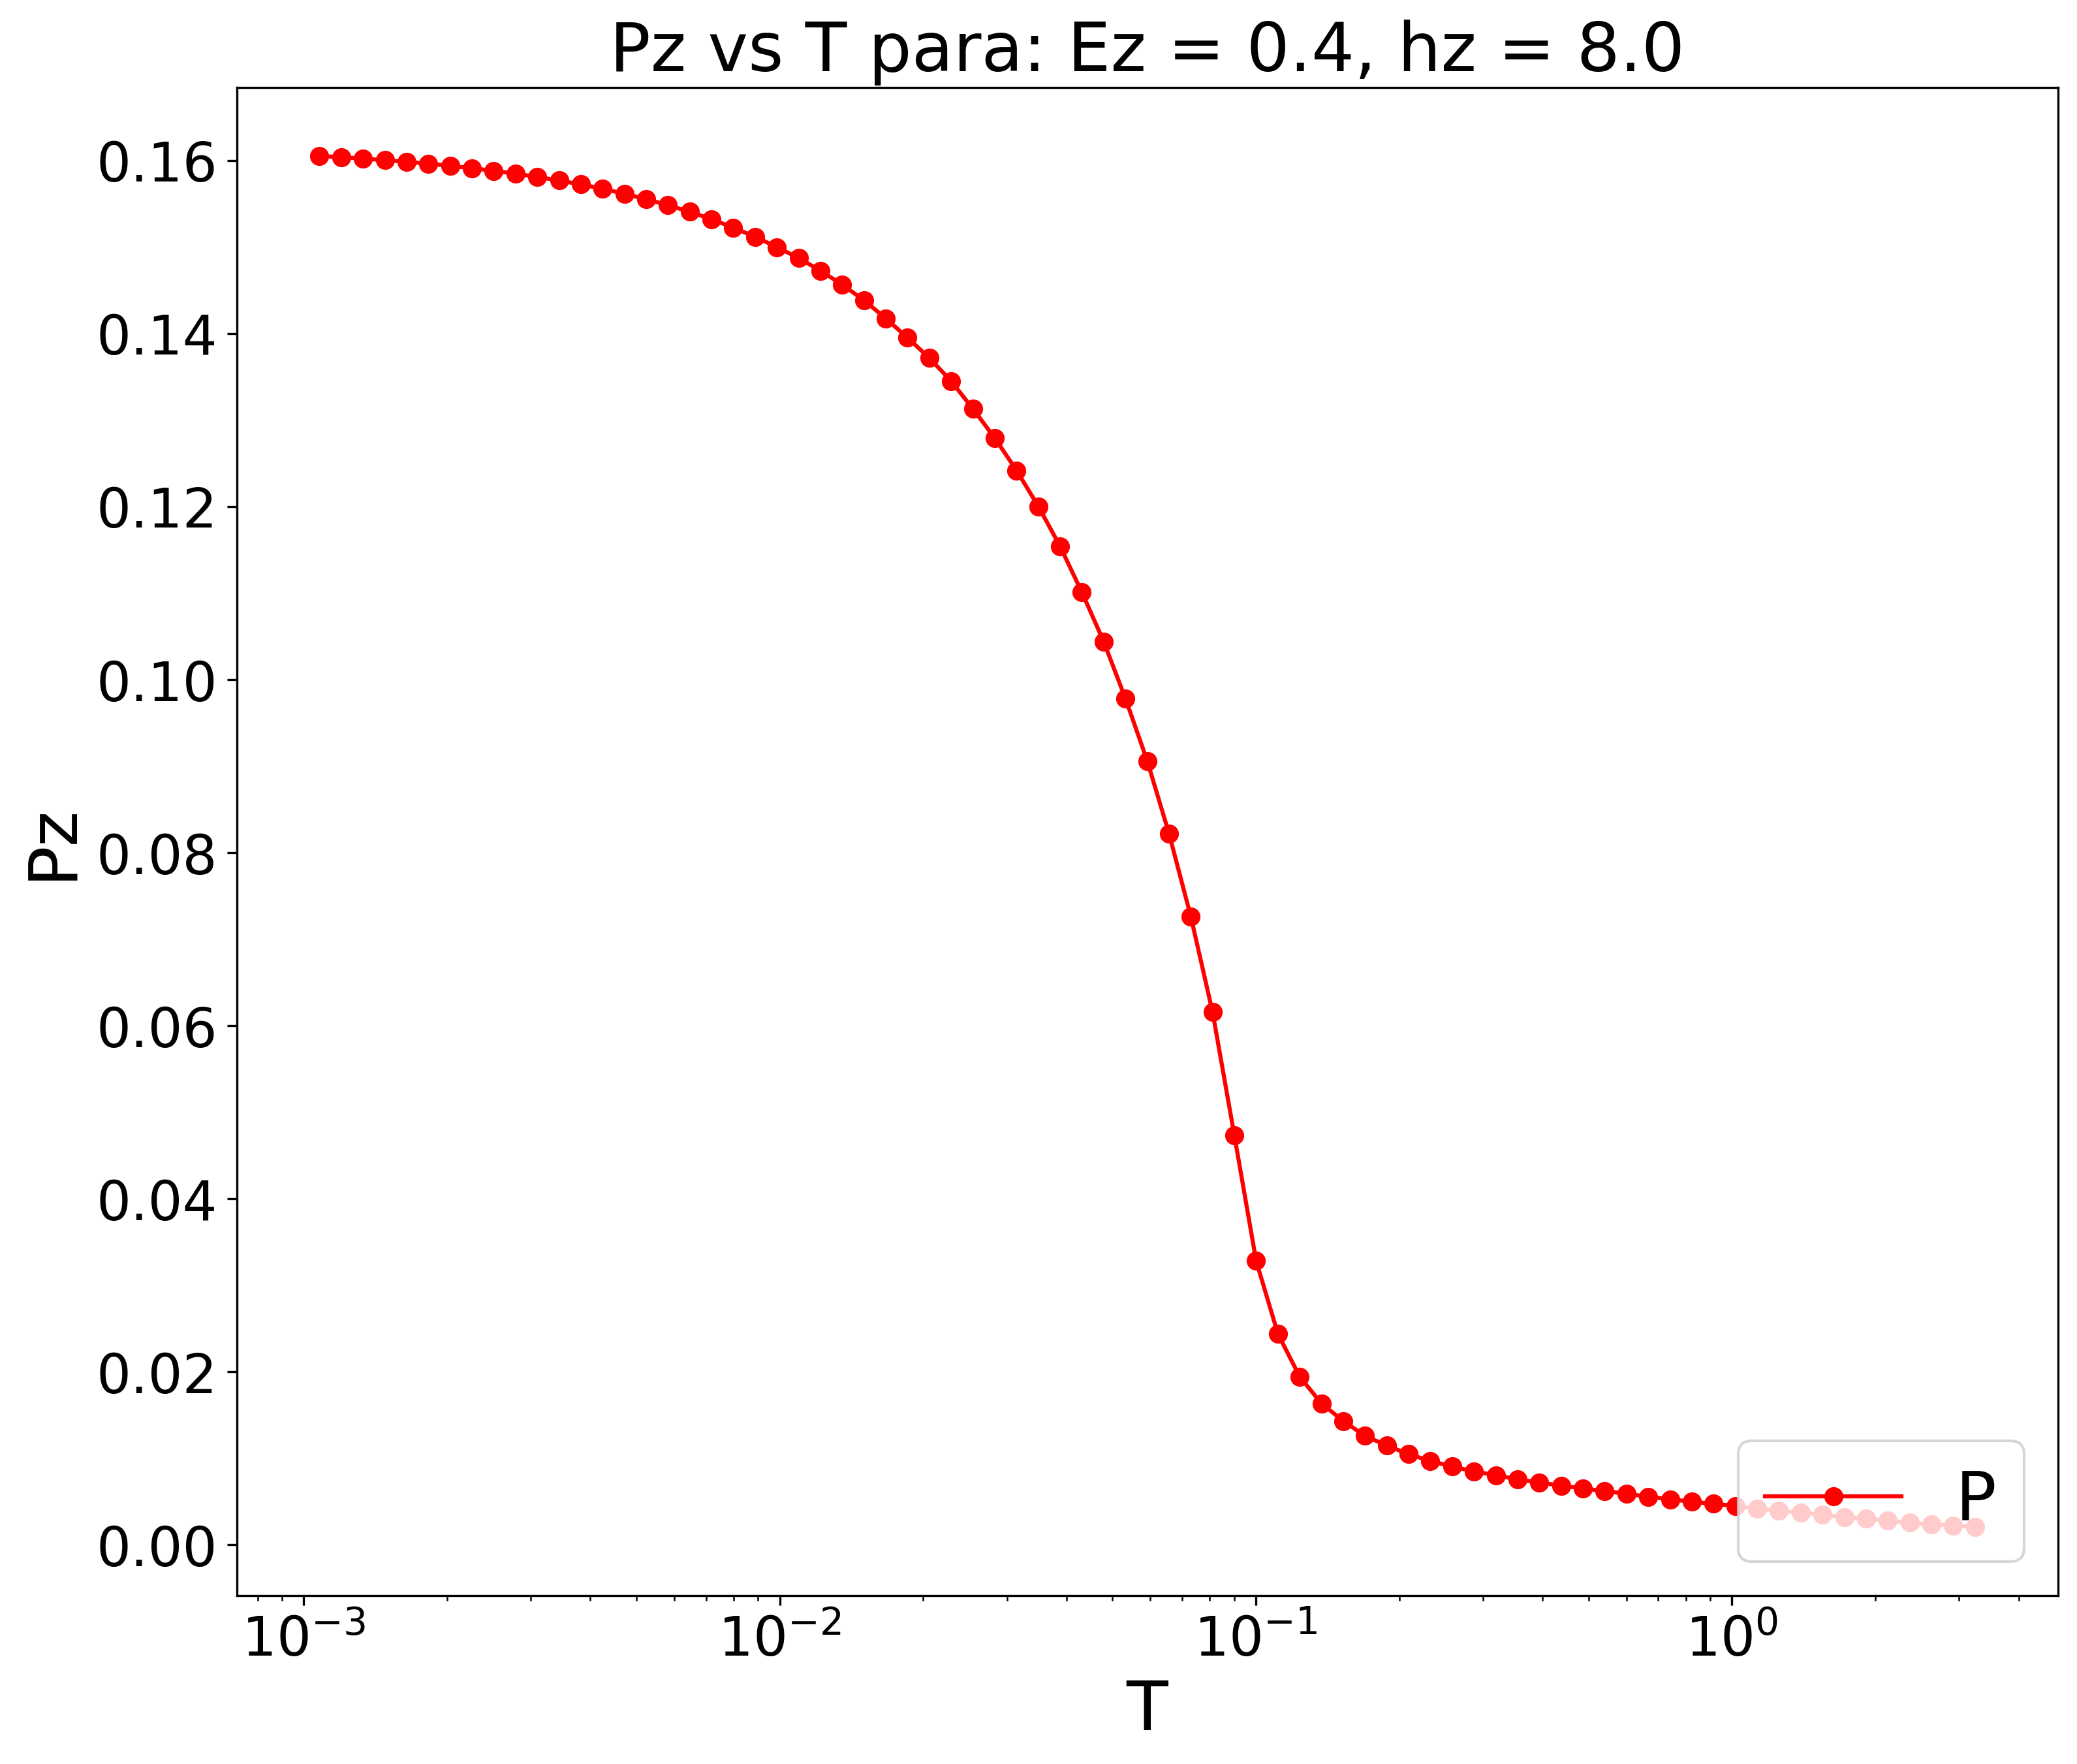 Pz vs T para: Ez = 0.4, hz = 8.0
0.16
0.14
0.12
0.10
0.08
0.06
0.04
0.02
0.00
Pz
P
10⁻³ 10⁻² 10⁻¹ 10⁰
T